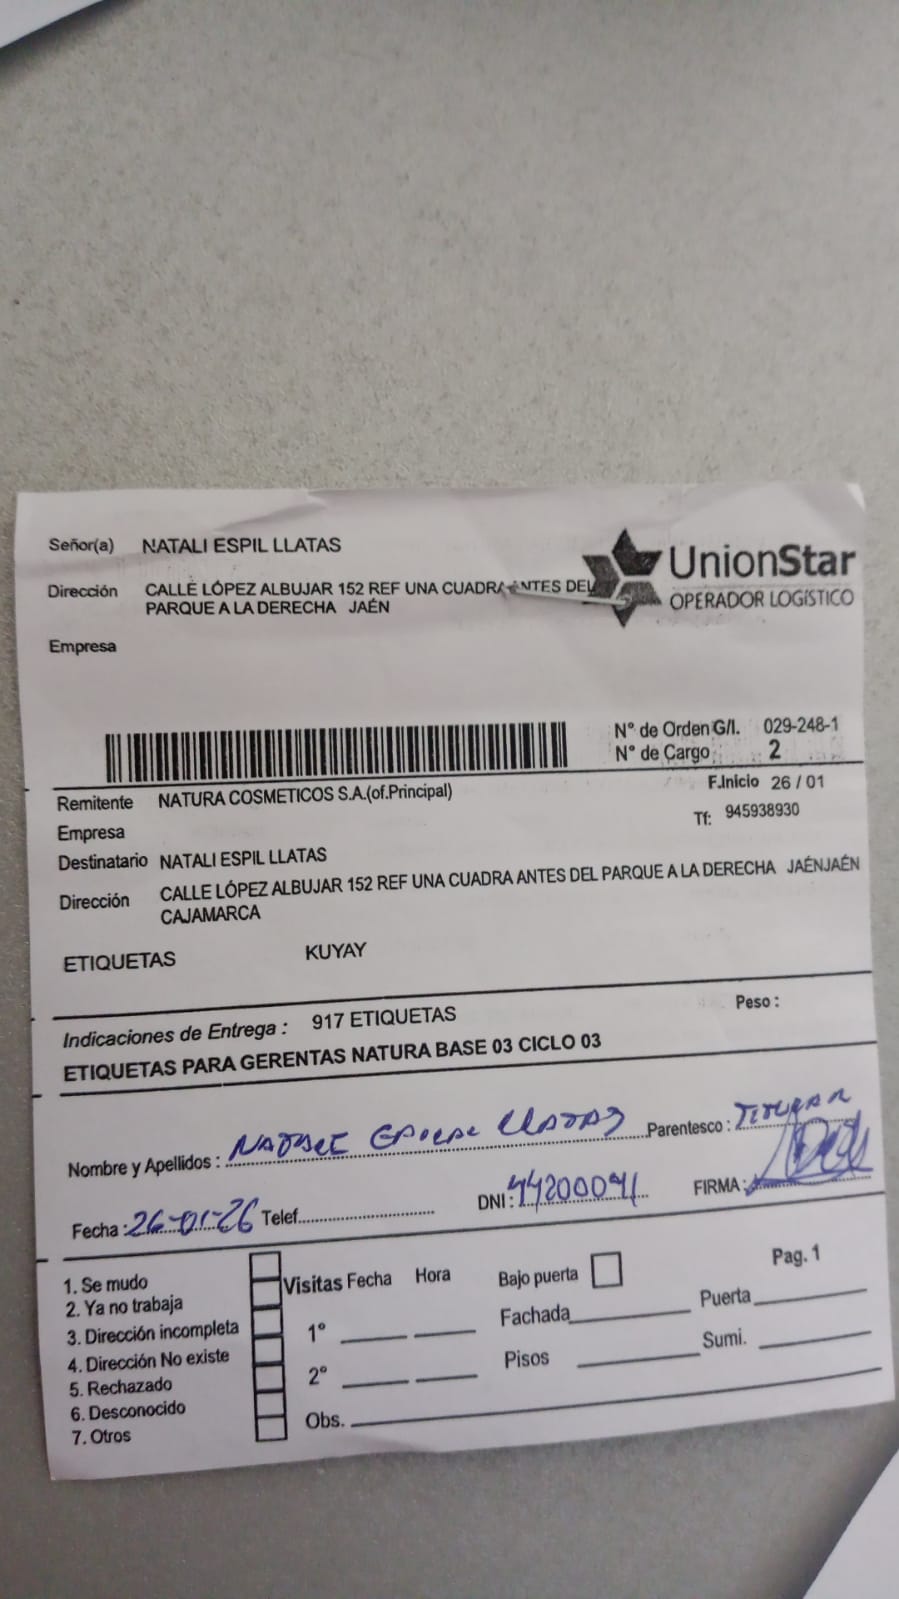 Señor(a) NATALI ESPIL LLATAS
Dirección CALLE LÓPEZ ALBUJAR 152 REF UNA CUADRA ANTES DEL
PARQUE A LA DERECHA JAÉN
Empresa
UnionStar
OPERADOR LOGÍSTICO
N° de Orden G/I. 029-248-1
N° de Cargo 2
F.Inicio 26 / 01
Remitente NATURA COSMETICOS S.A.(of.Principal)
Tf: 945938930
Empresa
Destinatario NATALI ESPIL LLATAS
Dirección CALLE LÓPEZ ALBUJAR 152 REF UNA CUADRA ANTES DEL PARQUE A LA DERECHA JAÉNJAÉN
CAJAMARCA
ETIQUETAS KUYAY
Peso :
Indicaciones de Entrega : 917 ETIQUETAS
ETIQUETAS PARA GERENTAS NATURA BASE 03 CICLO 03
Nombre y Apellidos : LLATAS Parentesco : TITULAR
Fecha : 26-01-26 Telef. DNI : 44200041 FIRMA :
Pag. 1
1. Se mudo
2. Ya no trabaja
3. Dirección incompleta
4. Dirección No existe
5. Rechazado
6. Desconocido
7. Otros
Visitas Fecha Hora
1°
2°
Obs.
Bajo puerta
Fachada Puerta
Pisos Sumi.